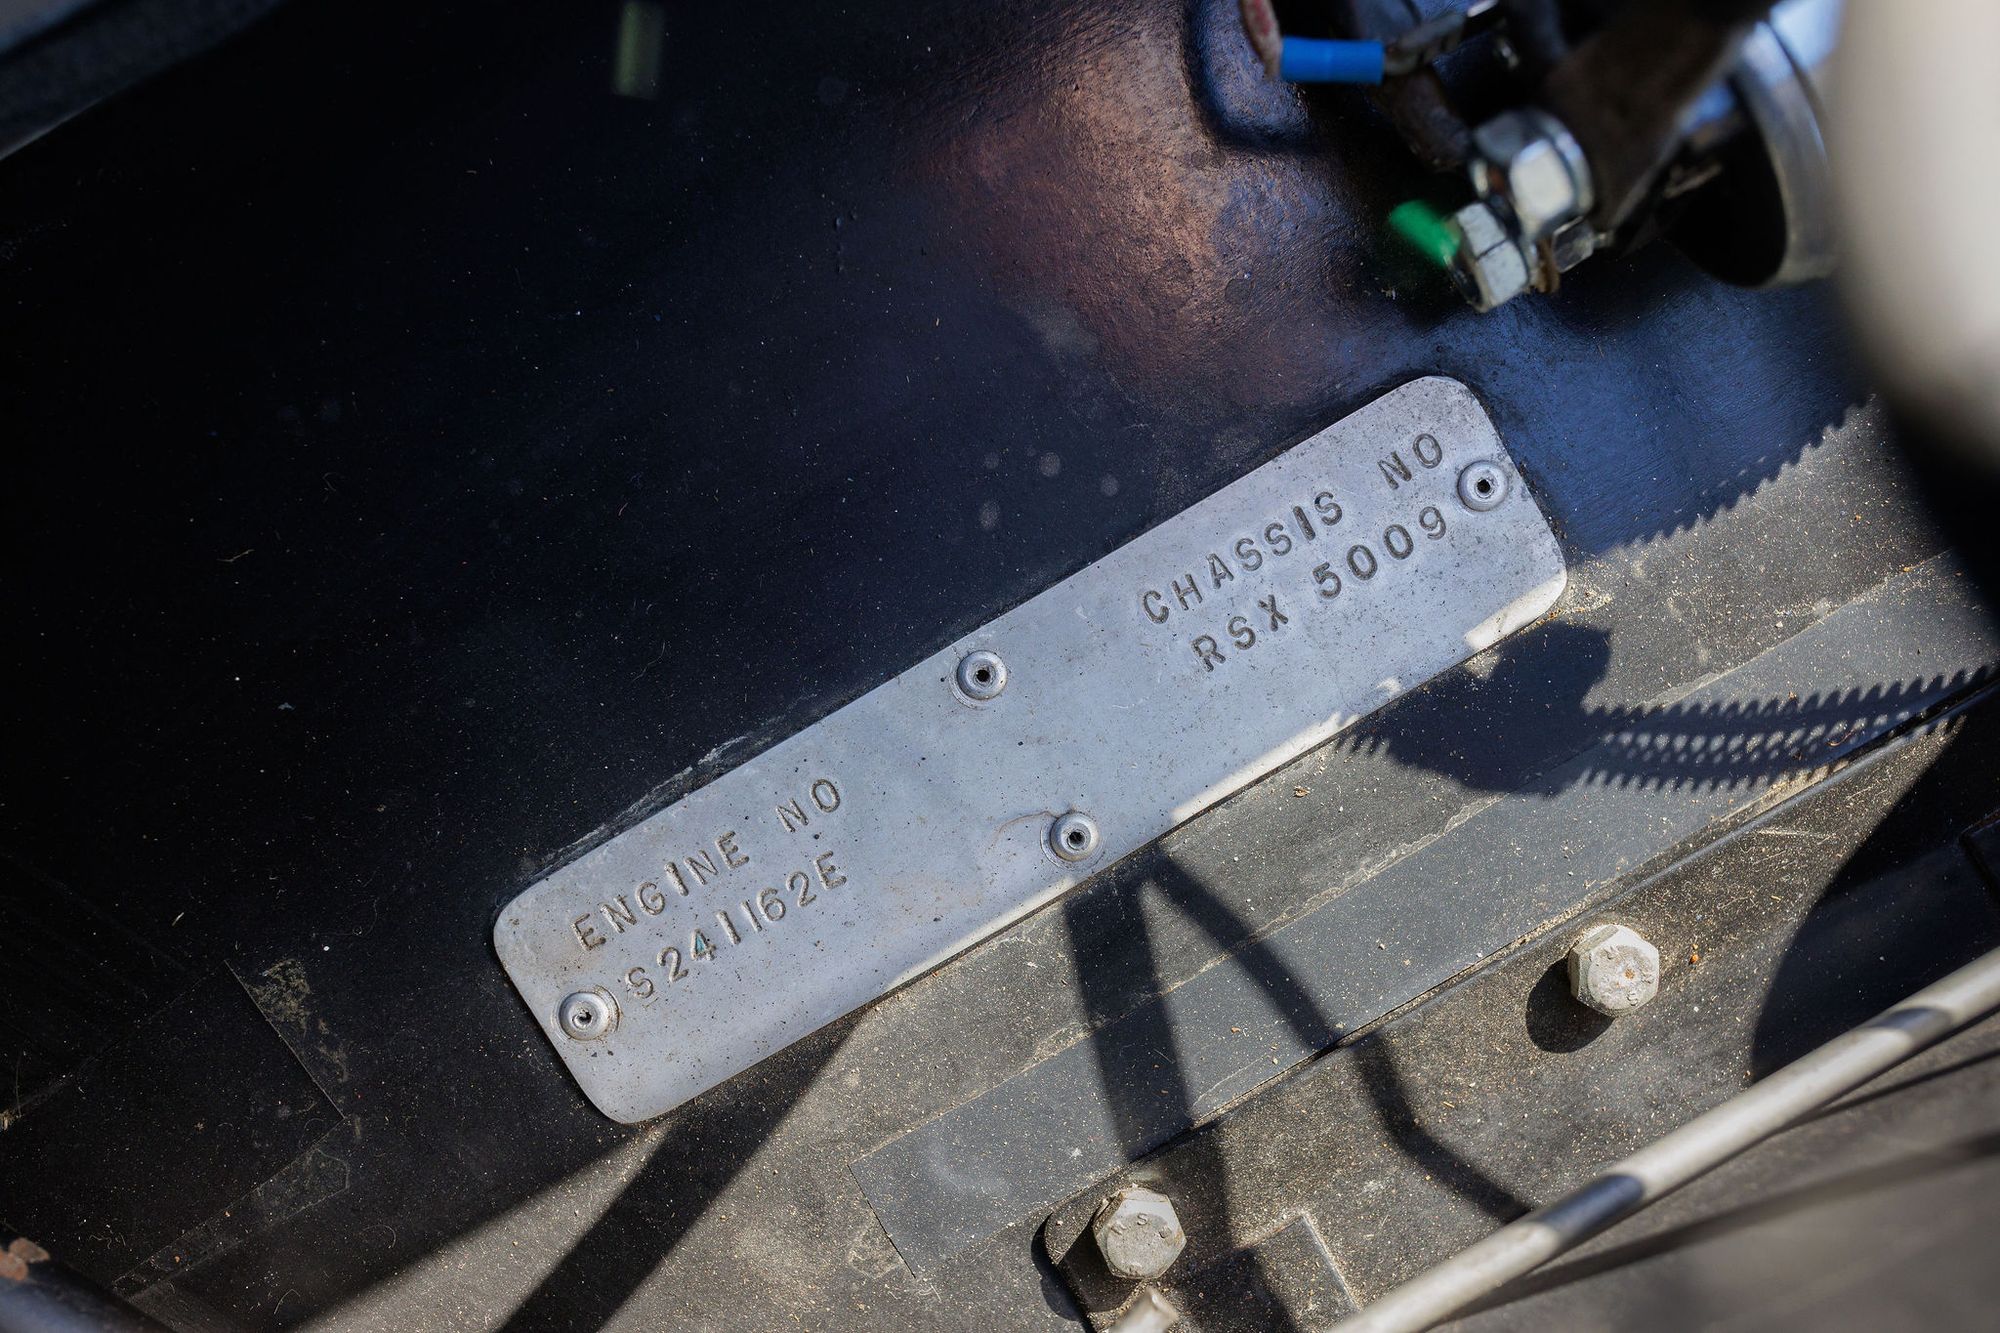 ENGINE NO
S241162E
CHASSIS NO
RSX 5009